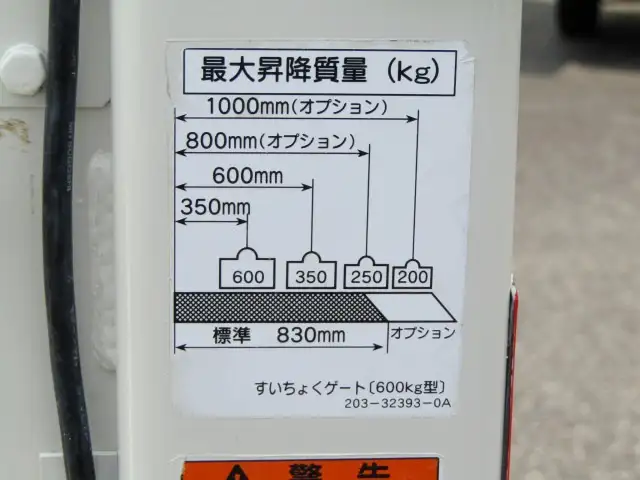 最大昇降質量 (kg)
1000mm(オプション)
800mm(オプション)
600mm
350mm
600 350 250 200
標準 830mm オプション
すいちょくゲート〔600kg型〕
203-32393-0A
警告